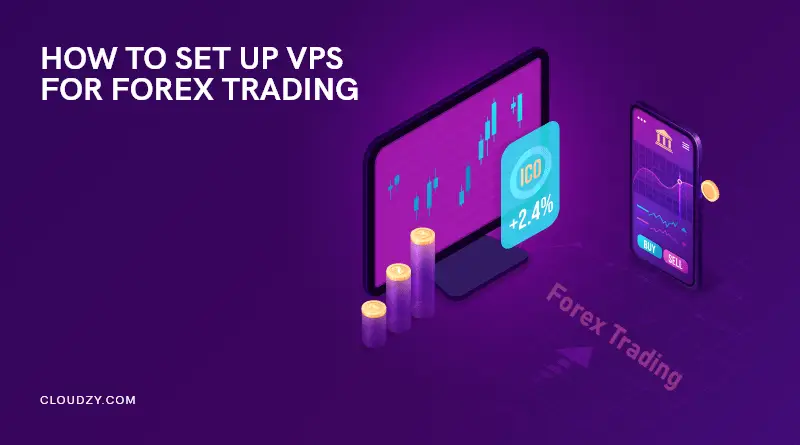 HOW TO SET UP VPS
FOR FOREX TRADING
ICO
+2.4%
BUY
SELL
Forex Trading
CLOUDZY.COM